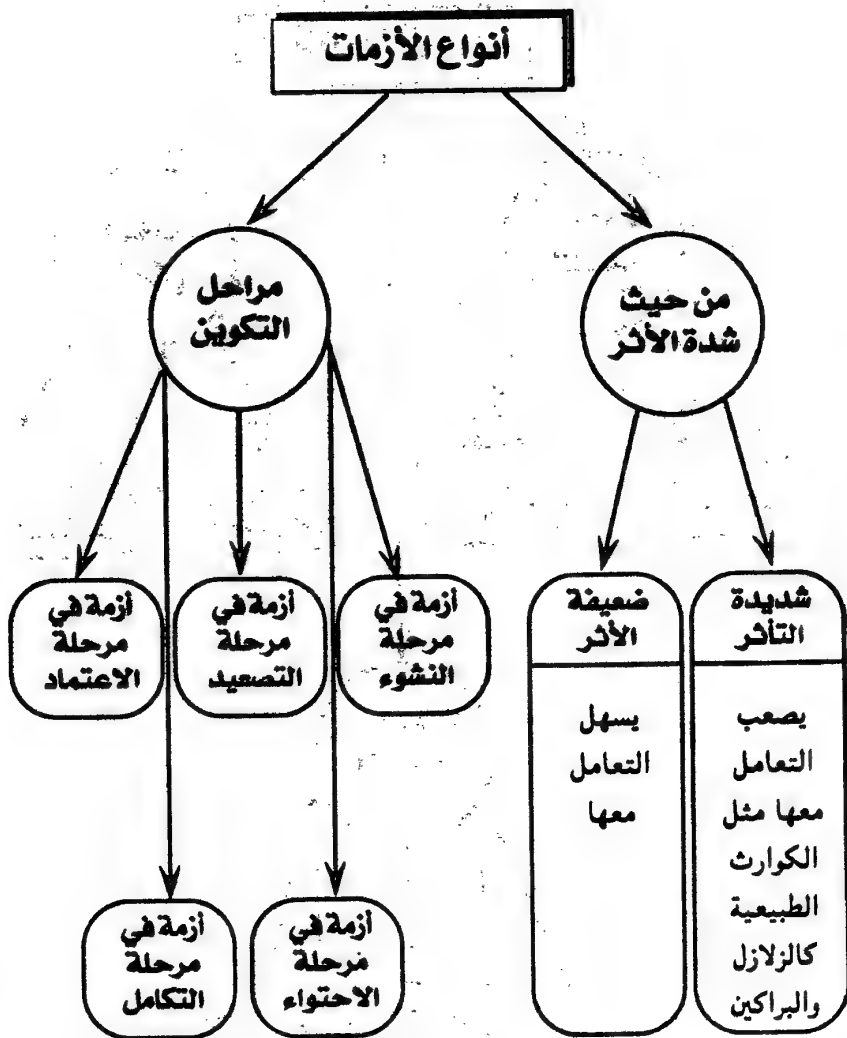 أنواع الأزمات
من حيث
شدة الأثر
مراحل
التكوين
شديدة
التأثر
يصعب
التعامل
معها مثل
الكوارث
الطبيعية
كالزلازل
والبراكين
ضعيفة
الأثر
يسهل
التعامل
معها
أزمة في
مرحلة
النشوء
أزمة في
مرحلة
التصعيد
أزمة في
مرحلة
الاعتماد
أزمة في
مرحلة
الاحتواء
أزمة في
مرحلة
التكامل